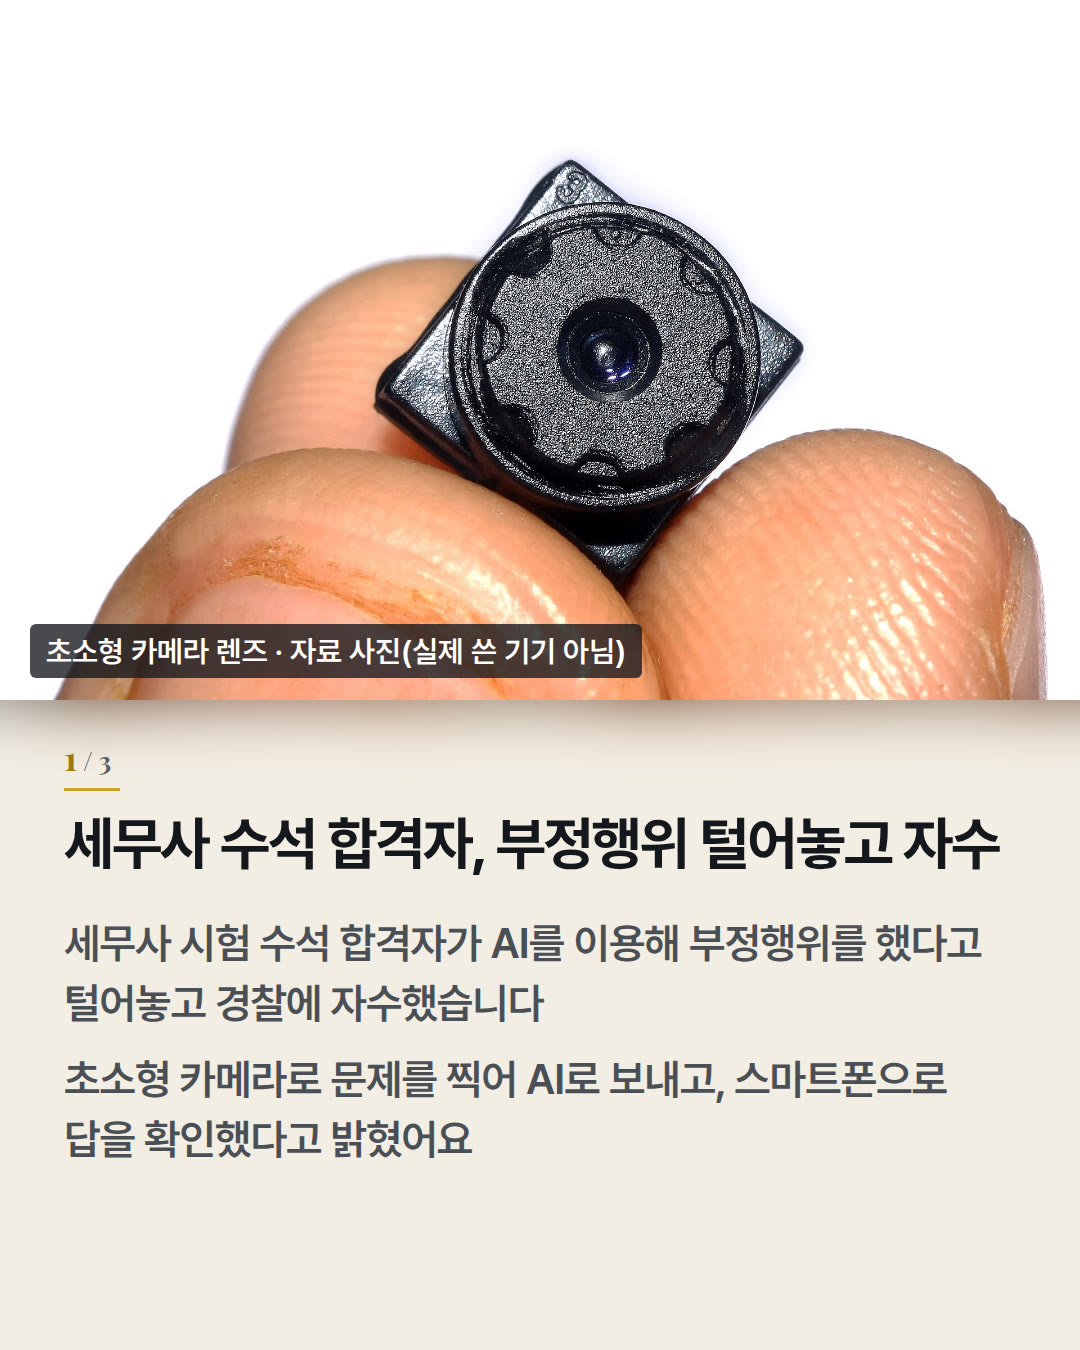 초소형 카메라 렌즈 · 자료 사진(실제 쓴 기기 아님)
1 / 3
세무사 수석 합격자, 부정행위 털어놓고 자수
세무사 시험 수석 합격자가 AI를 이용해 부정행위를 했다고
털어놓고 경찰에 자수했습니다
초소형 카메라로 문제를 찍어 AI로 보내고, 스마트폰으로
답을 확인했다고 밝혔어요